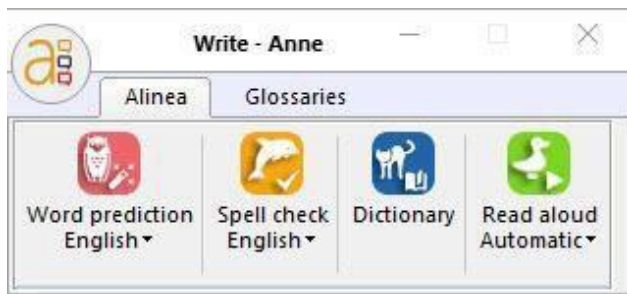 Write - Anne
Alinea Glossaries
Word prediction Spell check Dictionary Read aloud
English English Automatic